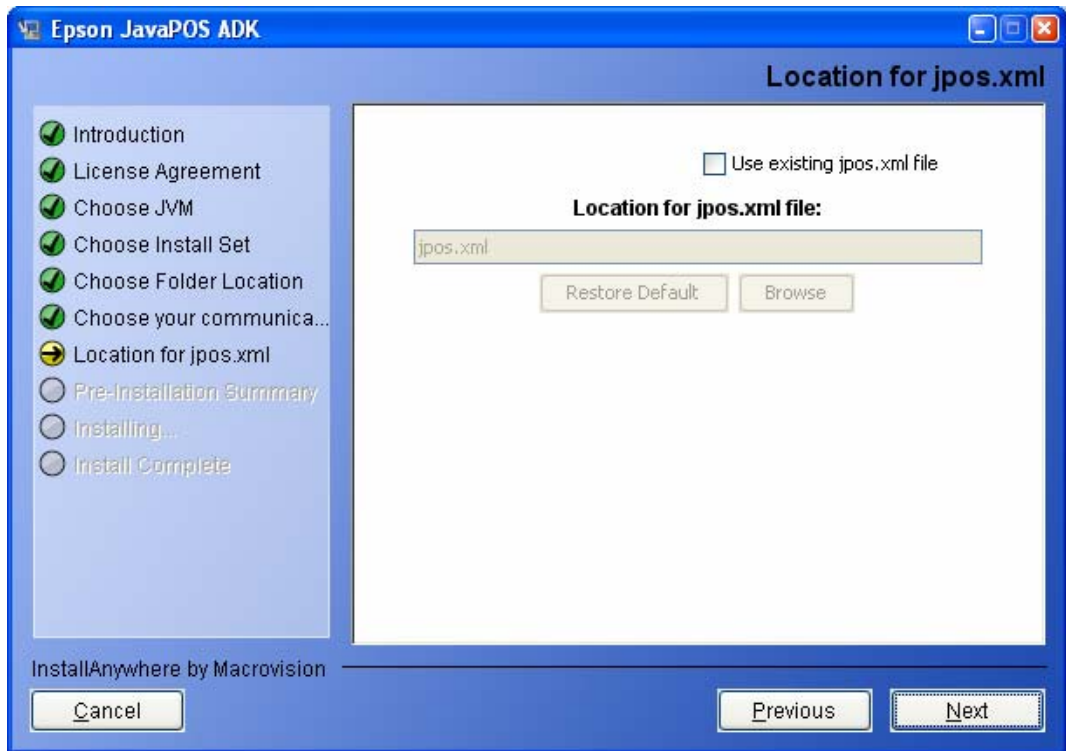 Epson JavaPOS ADK
Location for jpos.xml
Introduction
License Agreement
Choose JVM
Choose Install Set
Choose Folder Location
Choose your communica...
Location for jpos.xml
Pre-Installation Summary
Installing...
Install Complete
Use existing jpos.xml file
Location for jpos.xml file:
jpos.xml
Restore Default
Browse
InstallAnywhere by Macrovision
Cancel
Previous
Next